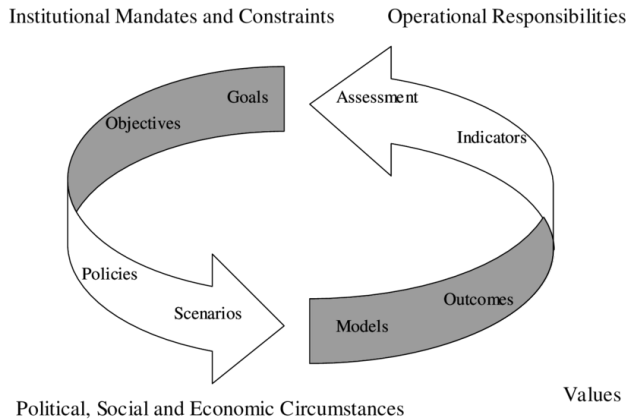 Institutional Mandates and Constraints
Operational Responsibilities
Goals
Assessment
Objectives
Indicators
Policies
Scenarios
Outcomes
Models
Values
Political, Social and Economic Circumstances